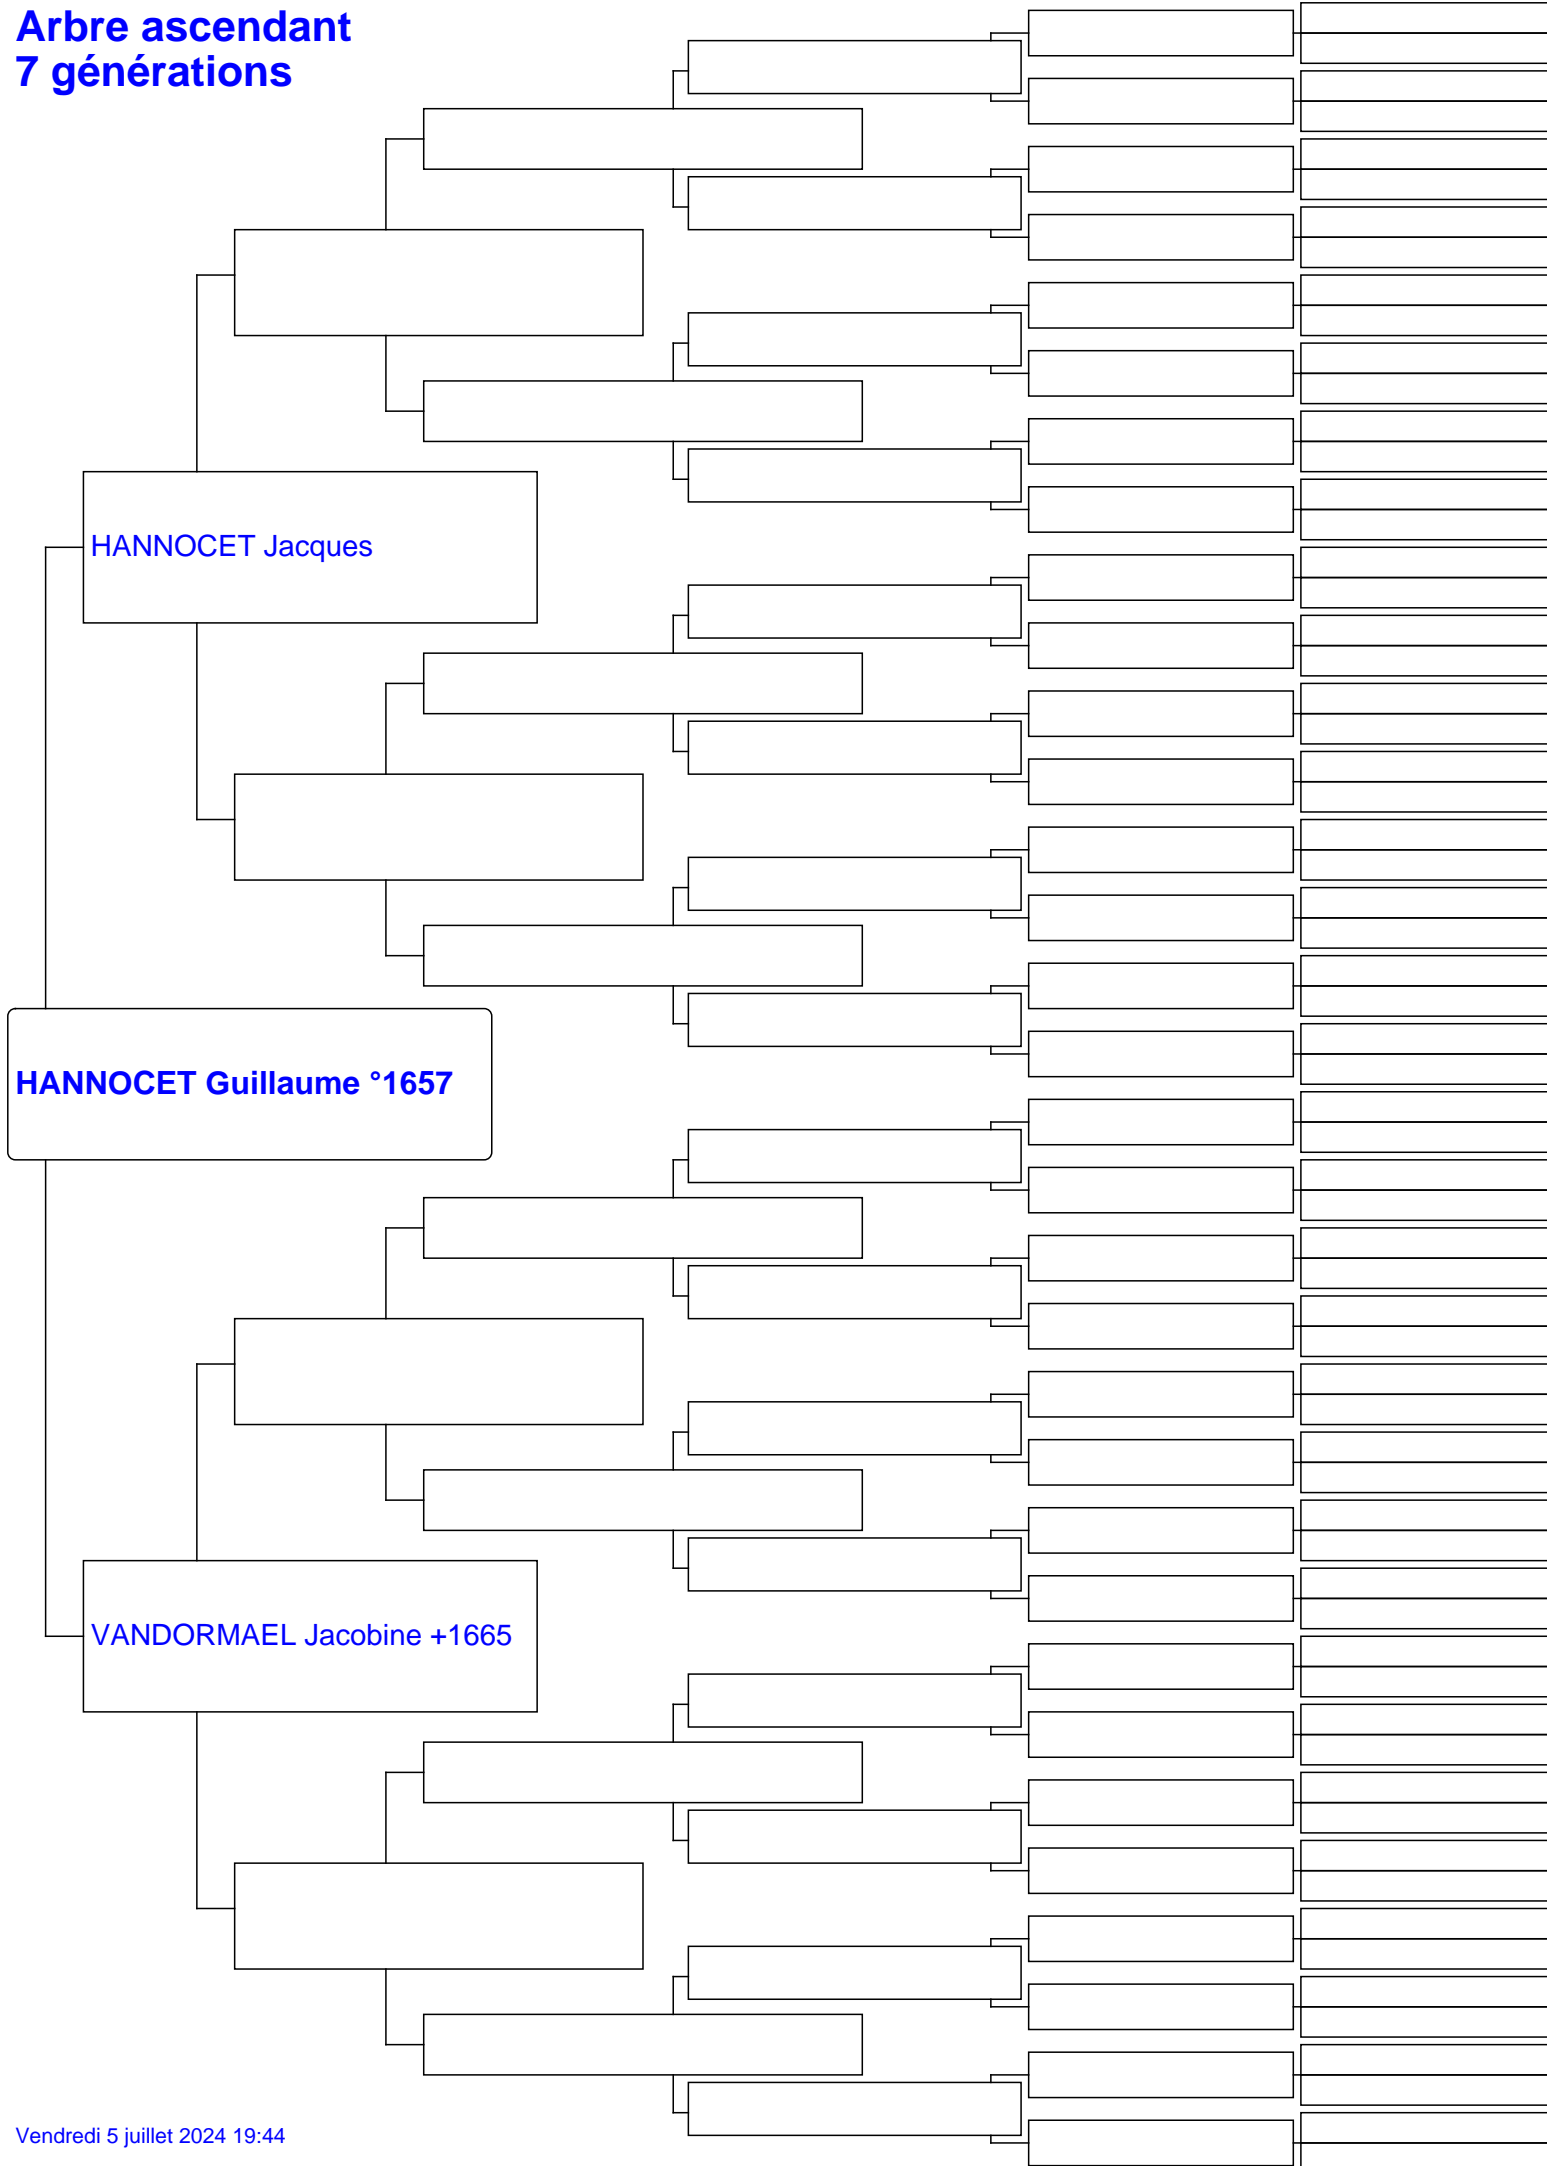 Arbre ascendant
7 générations
HANNOCET Jacques
HANNOCET Guillaume °1657
VANDORMAEL Jacobine +1665
Vendredi 5 juillet 2024 19:44